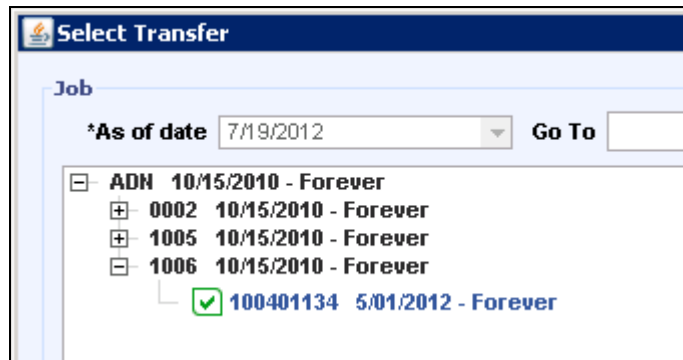 Select Transfer
Job
*As of date 7/19/2012 Go To
ADN 10/15/2010 - Forever
0002 10/15/2010 - Forever
1005 10/15/2010 - Forever
1006 10/15/2010 - Forever
100401134 5/01/2012 - Forever